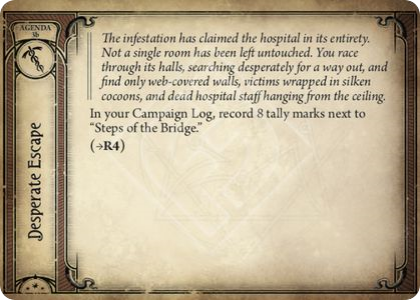 AGENDA
3b
Desperate Escape
The infestation has claimed the hospital in its entirety.
Not a single room has been left untouched. You race
through its halls, searching desperately for a way out, and
find only web-covered walls, victims wrapped in silken
cocoons, and dead hospital staff hanging from the ceiling.
In your Campaign Log, record 8 tally marks next to
“Steps of the Bridge.”
(→R4)